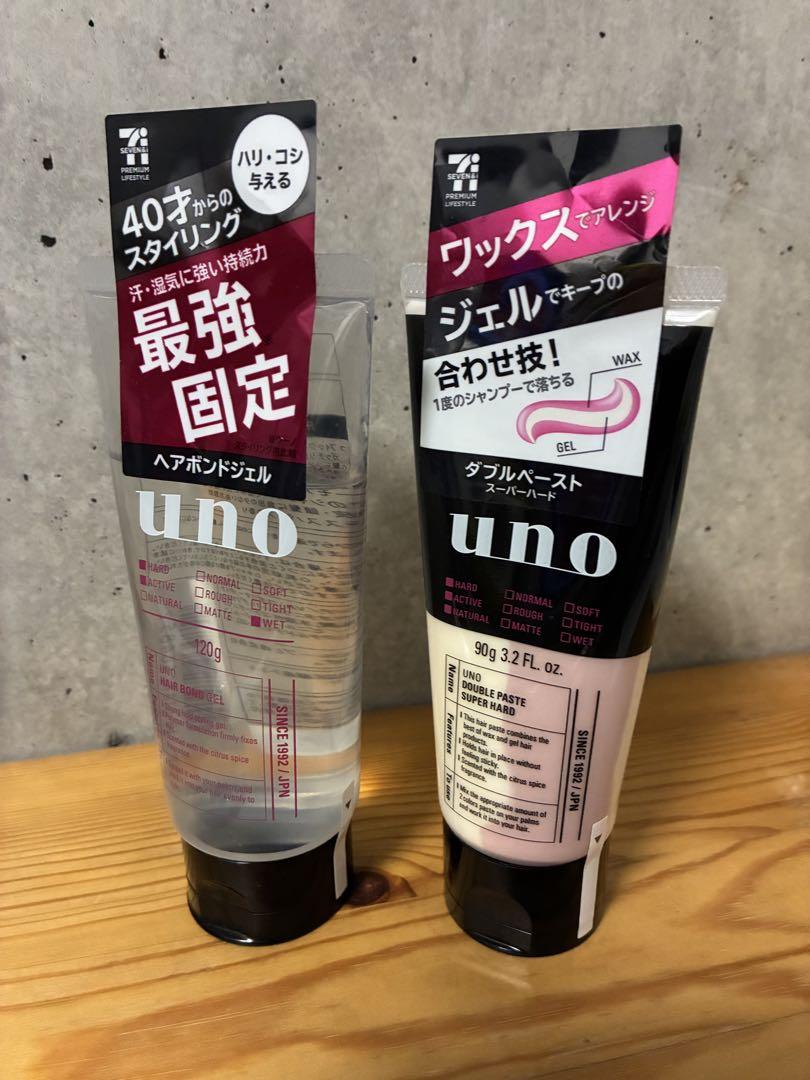 SEVEN&i
PREMIUM
LIFESTYLE
ハリ・コシ
与える
40才からの
スタイリング
汗・湿気に強い持続力
最強
固定
ヘアボンドジェル
uno
HARD
NORMAL
SOFT
ACTIVE
ROUGH
TIGHT
NATURAL
MATTE
WET
120g
Name
UNO
HAIR BOND GEL
SINCE 1992 / JPN
SEVEN&i
PREMIUM
LIFESTYLE
ワックスでアレンジ
ジェルでキープの
合わせ技!
1度のシャンプーで落ちる
WAX
GEL
ダブルペースト
スーパーハード
uno
HARD
NORMAL
SOFT
ACTIVE
ROUGH
TIGHT
NATURAL
MATTE
WET
90g 3.2 FL. oz.
Name
UNO
DOUBLE PASTE
SUPER HARD
Features
This hair paste combines the
best of wax and gel hair
products.
Holds hair in place without
feeling sticky.
Scented with the citrus spice
fragrance.
To use
Mix the appropriate amount of
2 colors paste on your palms
and work it into your hair.
SINCE 1992 / JPN